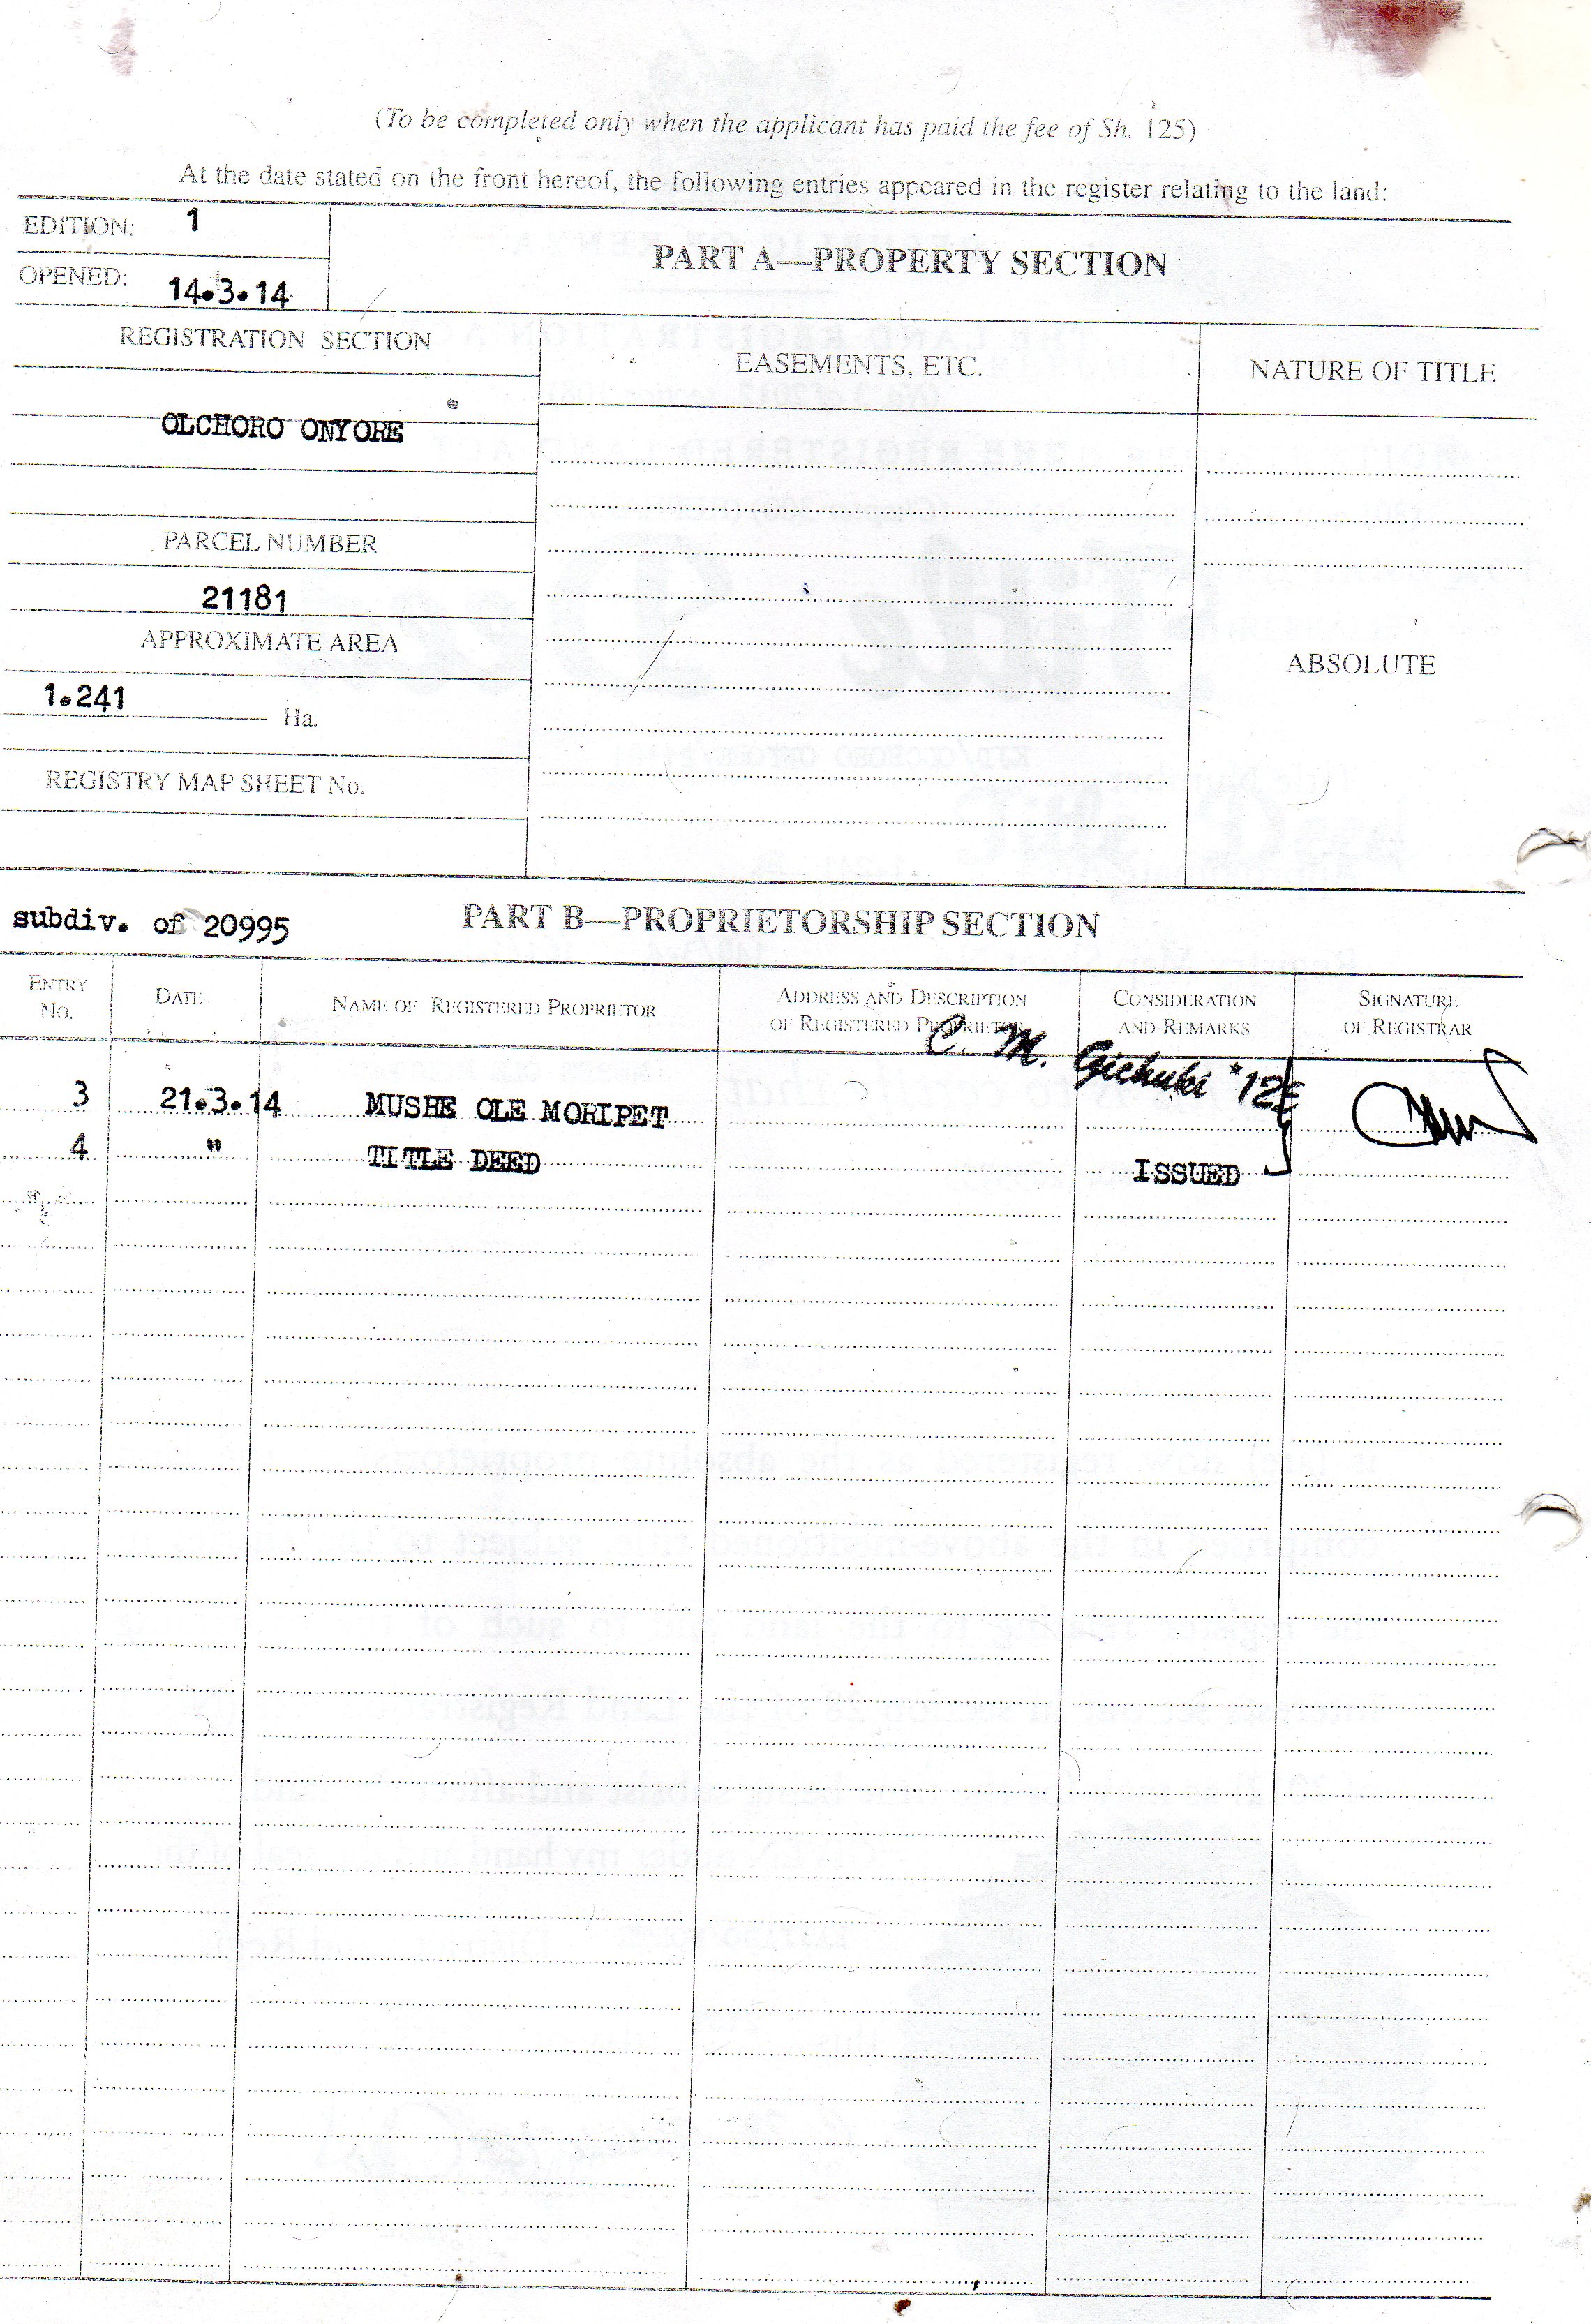 (To be completed only when the applicant has paid the fee of Sh. 125)
At the date stated on the front hereof, the following entries appeared in the register relating to the land:
EDITION: 1
OPENED: 14.3.14
PART A—PROPERTY SECTION
REGISTRATION SECTION
EASEMENTS, ETC.
NATURE OF TITLE
OLCHORO ONYORE
PARCEL NUMBER
21181
APPROXIMATE AREA
ABSOLUTE
1.241 Ha.
REGISTRY MAP SHEET No.
subdiv. of 20995
PART B—PROPRIETORSHIP SECTION
ENTRY No.
DATE
NAME OF REGISTERED PROPRIETOR
ADDRESS AND DESCRIPTION OF REGISTERED PROPRIETOR
CONSIDERATION AND REMARKS
SIGNATURE OF REGISTRAR
C. M. Gichuki *12
3 21.3.14 MUSHE OLE MORIPET
4 " TITLE DEED ISSUED